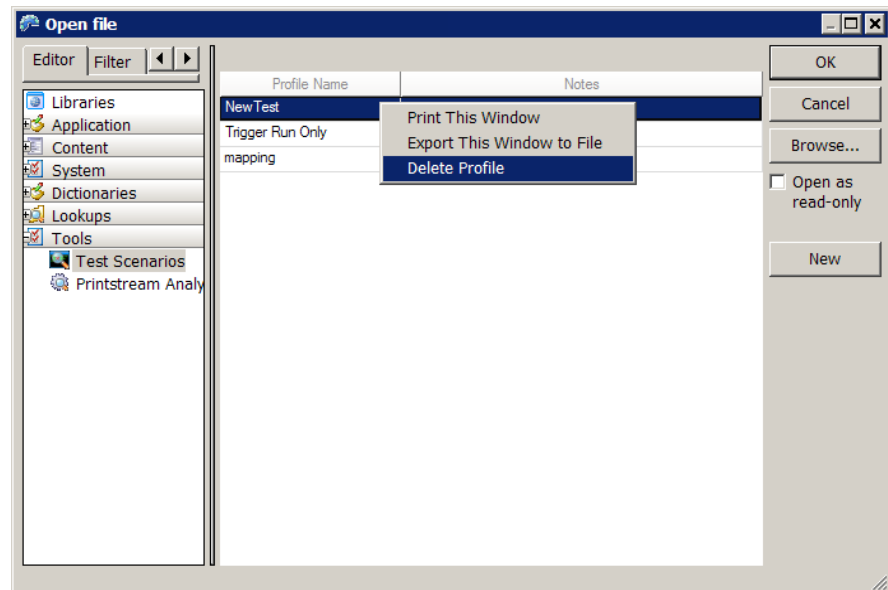 Open file
Editor
Filter
Libraries
Application
Content
System
Dictionaries
Lookups
Tools
Test Scenarios
Printstream Analy
Profile Name
Notes
NewTest
Trigger Run Only
mapping
Print This Window
Export This Window to File
Delete Profile
OK
Cancel
Browse...
Open as
read-only
New